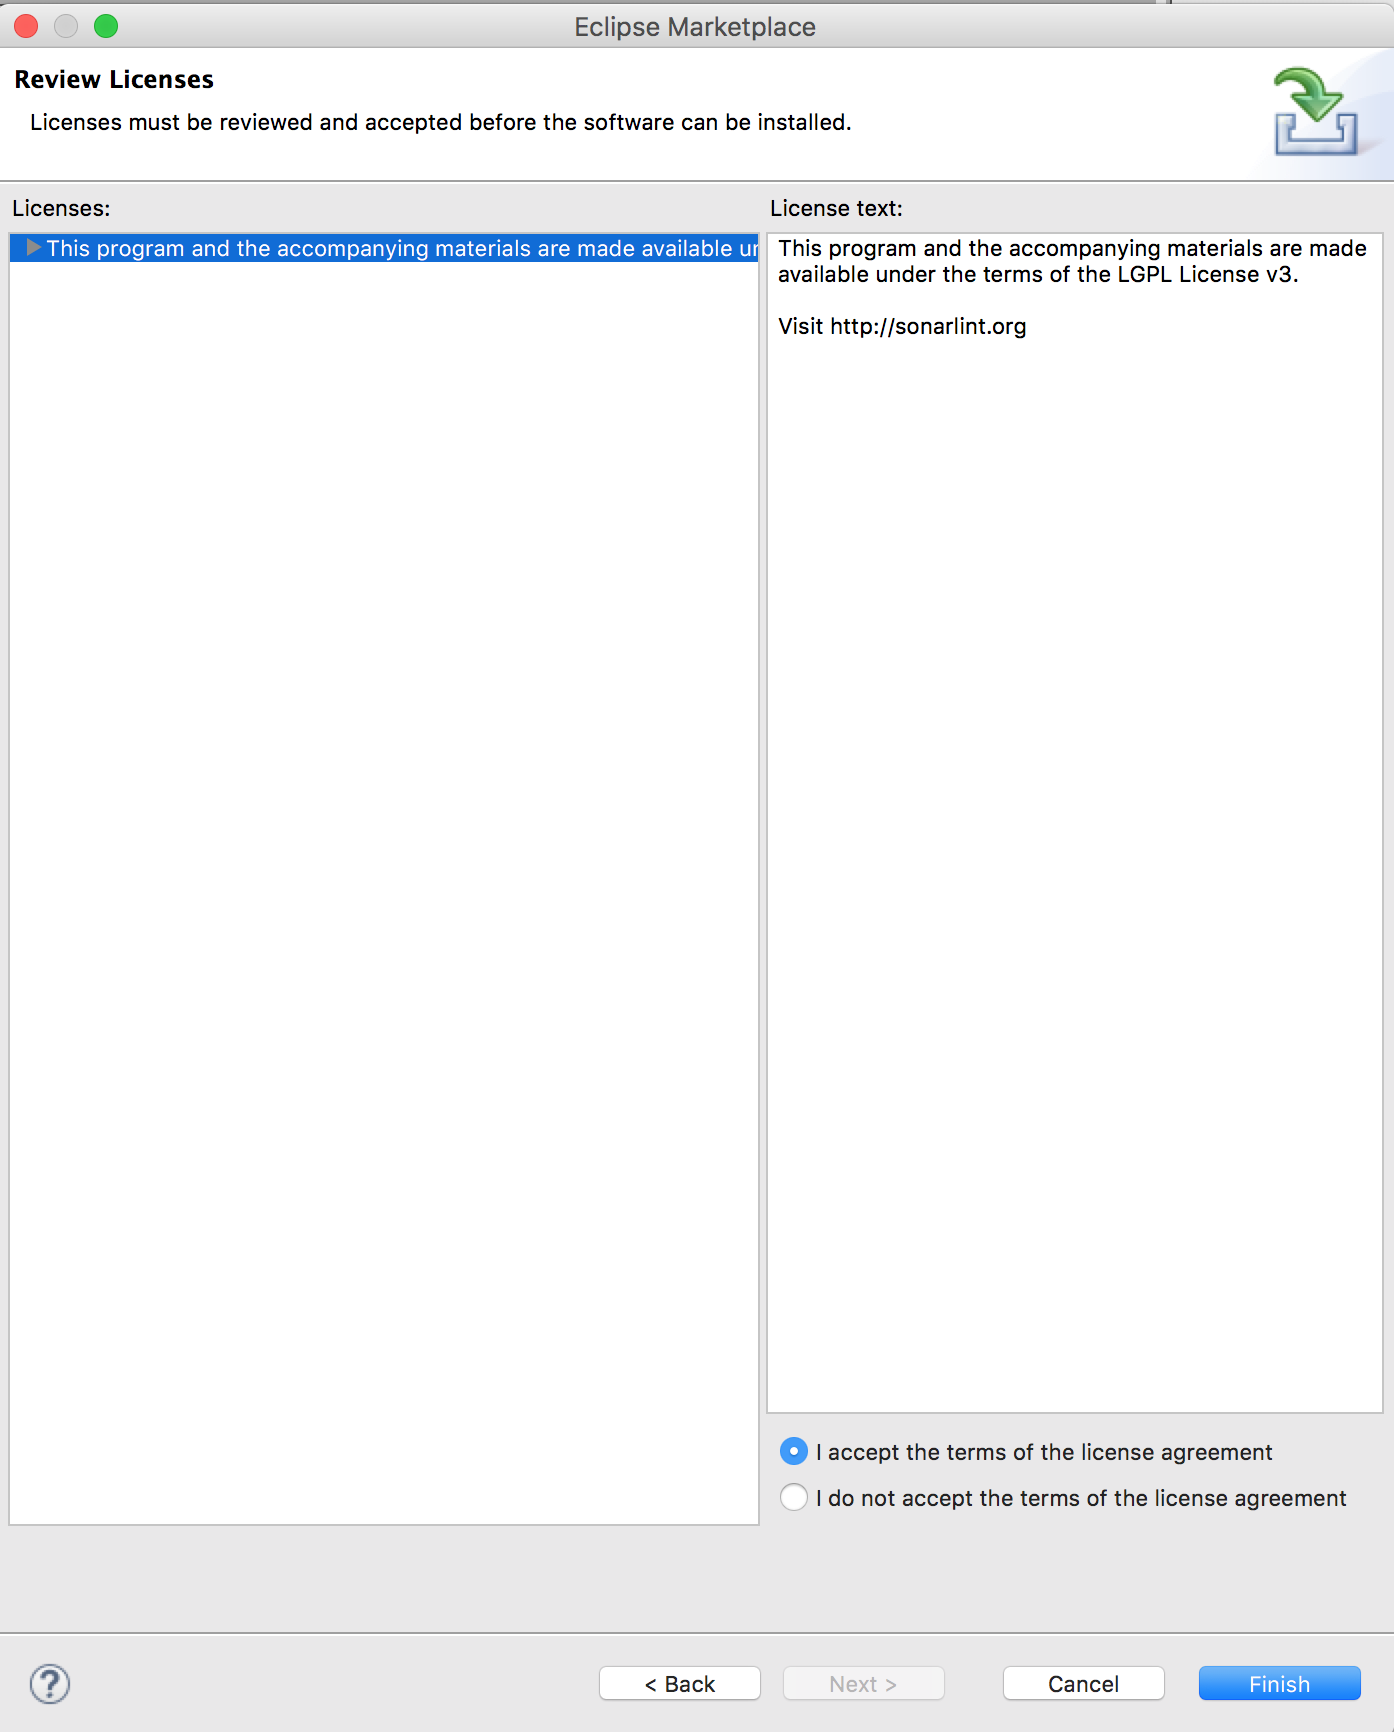 Eclipse Marketplace
Review Licenses
Licenses must be reviewed and accepted before the software can be installed.
Licenses:
This program and the accompanying materials are made available
License text:
This program and the accompanying materials are made
available under the terms of the LGPL License v3.
Visit http://sonarlint.org
I accept the terms of the license agreement
I do not accept the terms of the license agreement
?
< Back
Next >
Cancel
Finish